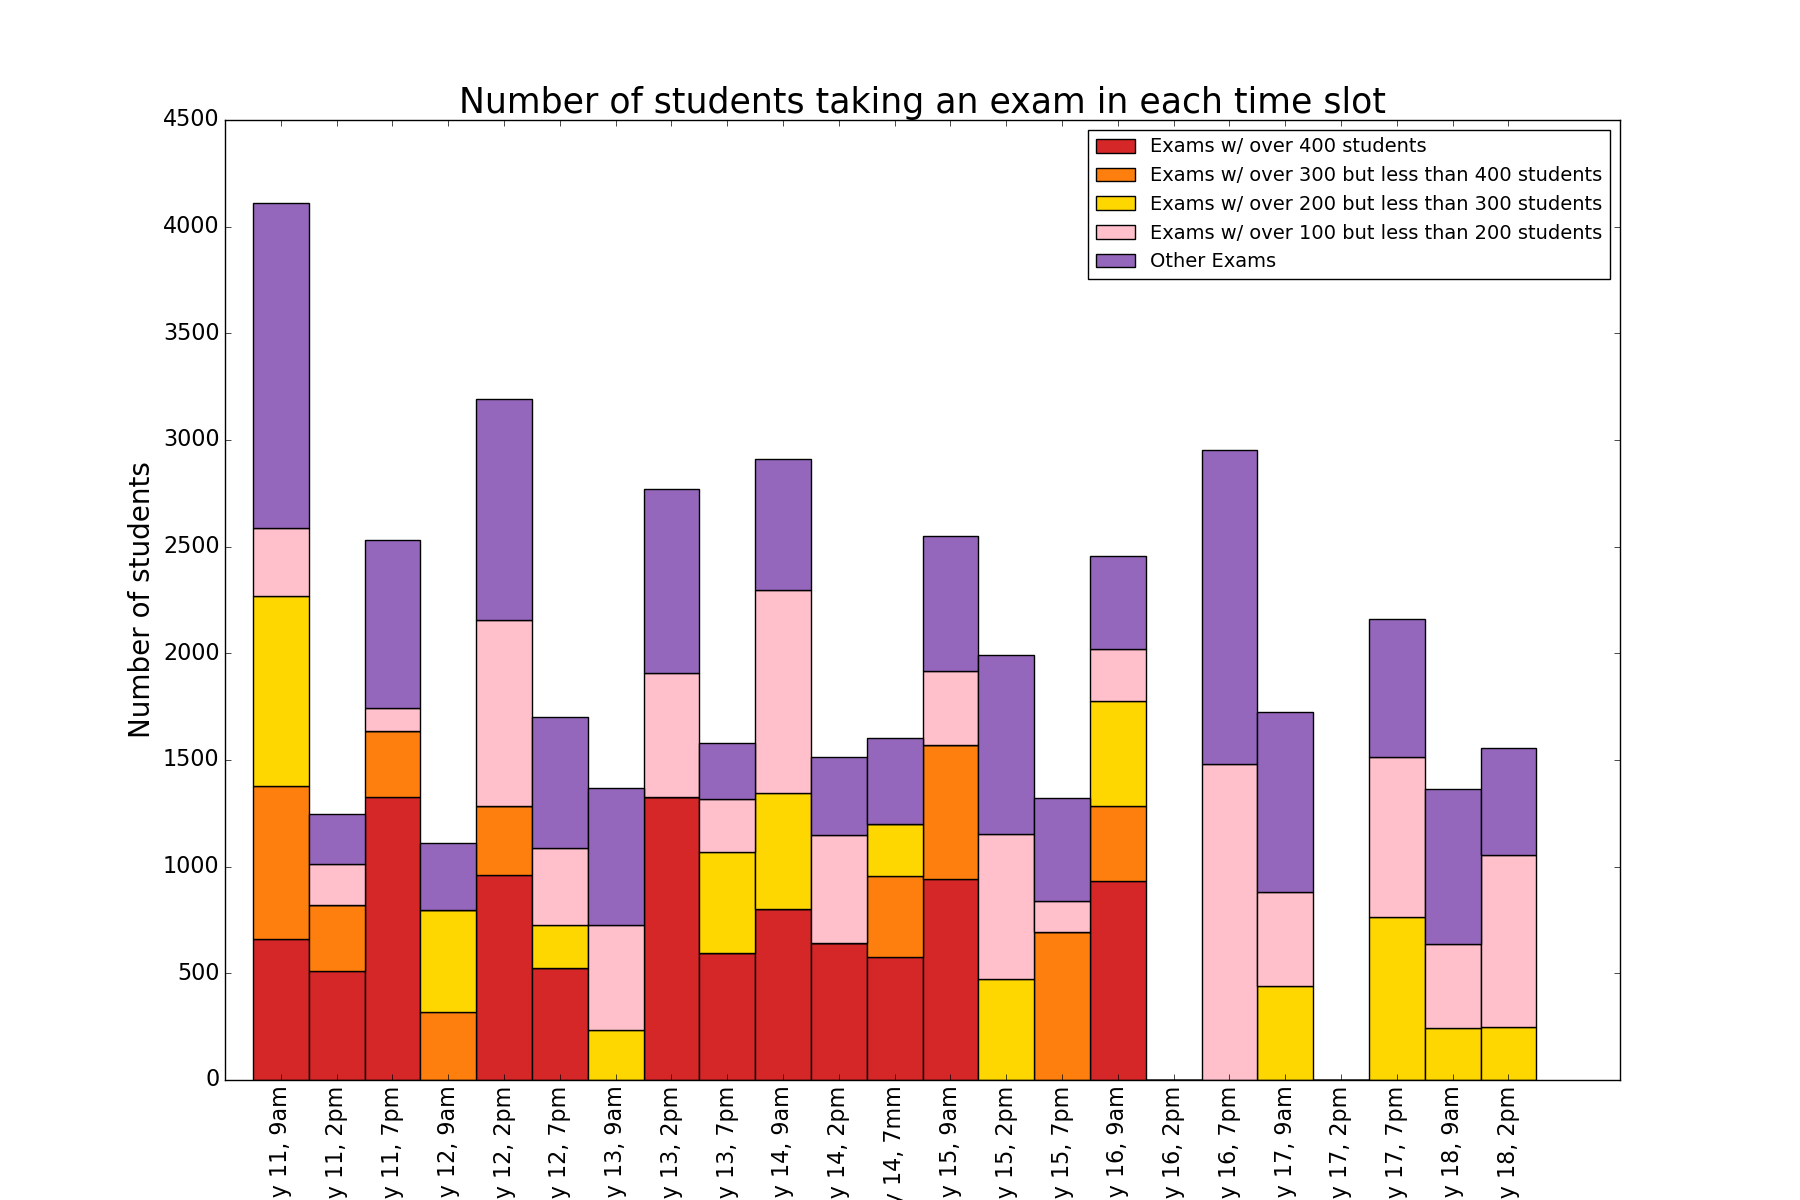 Number of students taking an exam in each time slot
Exams w/ over 400 students
Exams w/ over 300 but less than 400 students
Exams w/ over 200 but less than 300 students
Exams w/ over 100 but less than 200 students
Other Exams
Number of students
4500
4000
3500
3000
2500
2000
1500
1000
500
0
y 11, 9am
y 11, 2pm
y 11, 7pm
y 12, 9am
y 12, 2pm
y 12, 7pm
y 13, 9am
y 13, 2pm
y 13, 7pm
y 14, 9am
y 14, 2pm
y 14, 7mm
y 15, 9am
y 15, 2pm
y 15, 7pm
y 16, 9am
y 16, 2pm
y 16, 7pm
y 17, 9am
y 17, 2pm
y 17, 7pm
y 18, 9am
y 18, 2pm